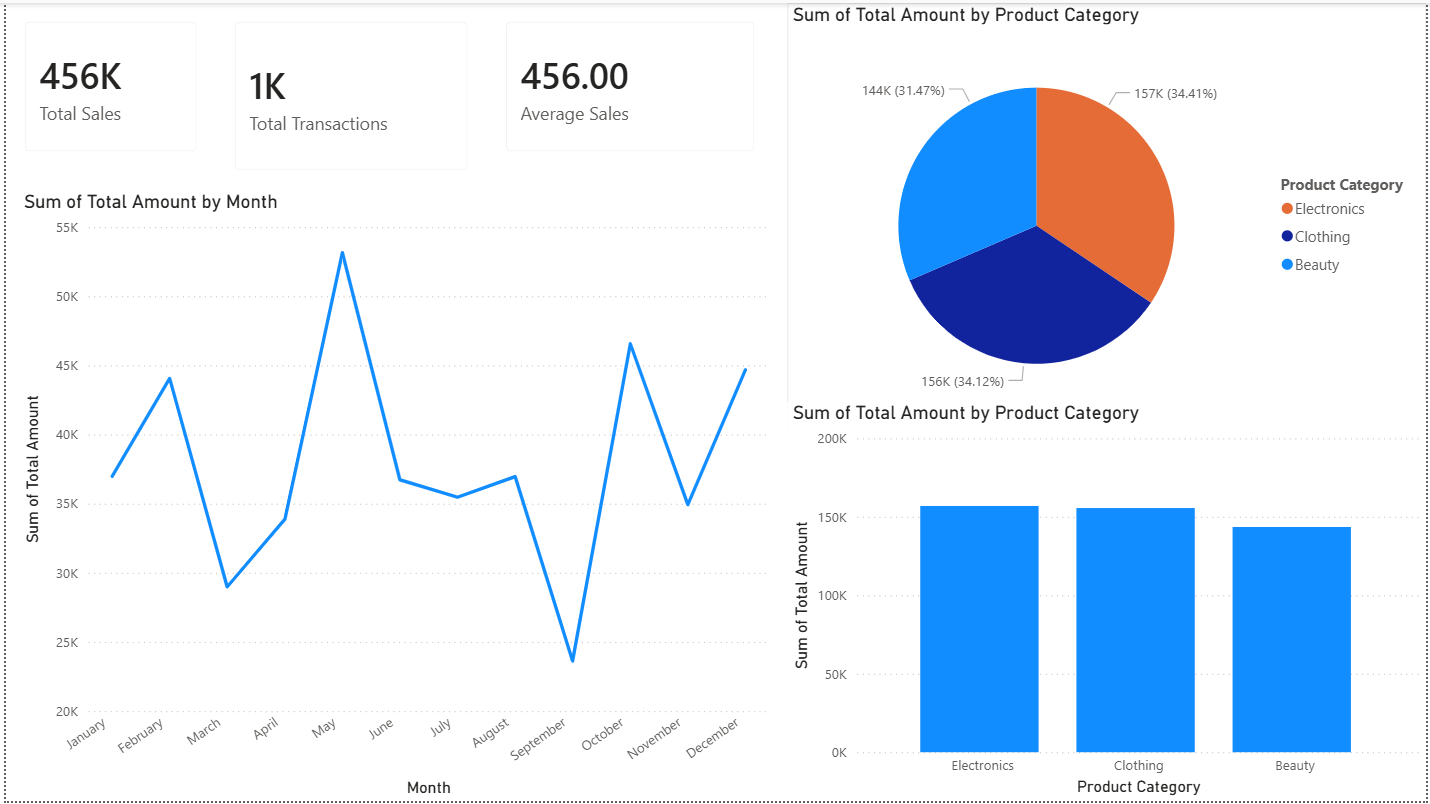 456K
Total Sales
1K
Total Transactions
456.00
Average Sales
Sum of Total Amount by Month
Sum of Total Amount
55K
50K
45K
40K
35K
30K
25K
20K
January
February
March
April
May
June
July
August
September
October
November
December
Month
Sum of Total Amount by Product Category
144K (31.47%)
157K (34.41%)
156K (34.12%)
Product Category
Electronics
Clothing
Beauty
Sum of Total Amount by Product Category
Sum of Total Amount
200K
150K
100K
50K
0K
Electronics
Clothing
Beauty
Product Category